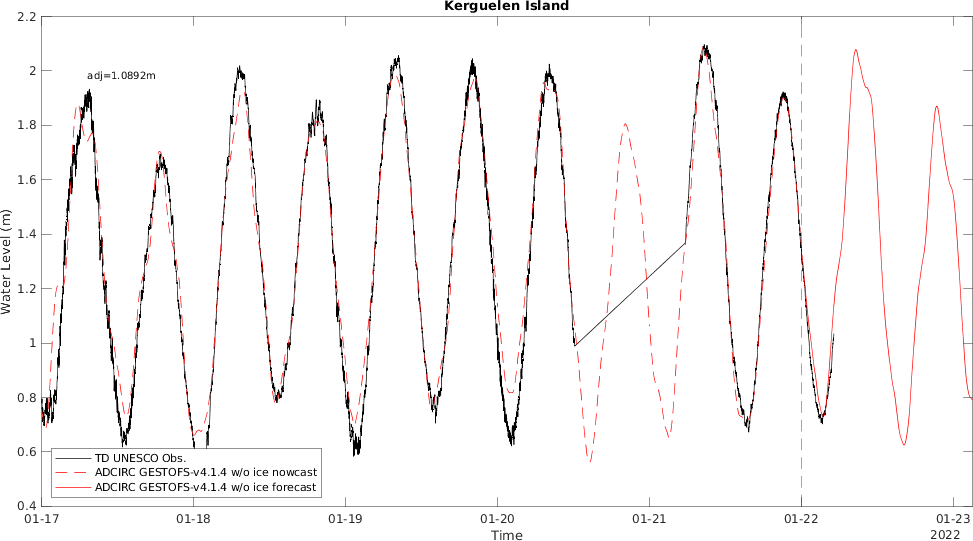 Kerguelen Island
2.2
2
1.8
1.6
1.4
1.2
1
0.8
0.6
0.4
Water Level (m)
adj=1.0892m
TD UNESCO Obs.
ADCIRC GESTOFS-v4.1.4 w/o ice nowcast
ADCIRC GESTOFS-v4.1.4 w/o ice forecast
01-17 01-18 01-19 01-20 01-21 01-22 01-23
Time
2022